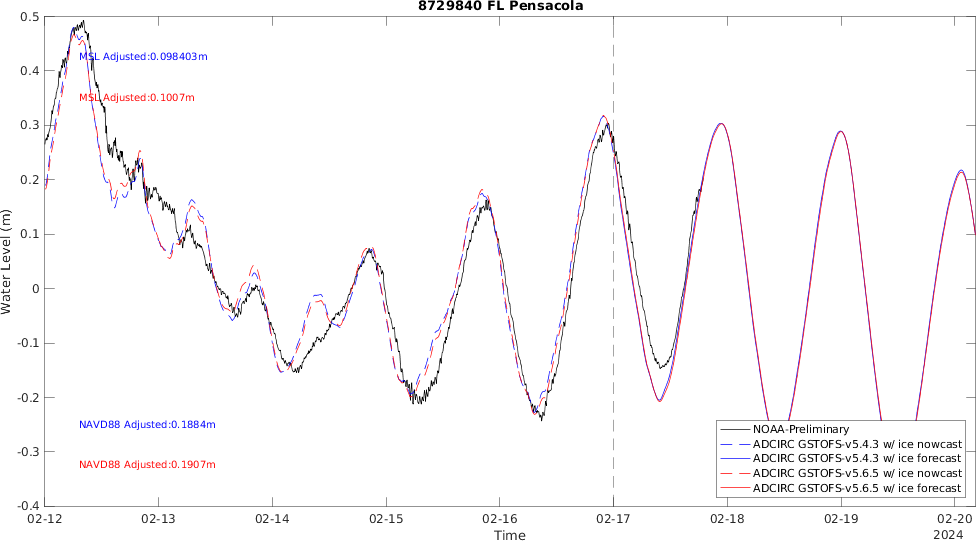 8729840 FL Pensacola
0.5
0.4
0.3
0.2
0.1
0
-0.1
-0.2
-0.3
-0.4
Water Level (m)
MSL Adjusted:0.098403m
MSL Adjusted:0.1007m
NAVD88 Adjusted:0.1884m
NAVD88 Adjusted:0.1907m
NOAA-Preliminary
ADCIRC GSTOFS-v5.4.3 w/ ice nowcast
ADCIRC GSTOFS-v5.4.3 w/ ice forecast
ADCIRC GSTOFS-v5.6.5 w/ ice nowcast
ADCIRC GSTOFS-v5.6.5 w/ ice forecast
02-12 02-13 02-14 02-15 02-16 02-17 02-18 02-19 02-20
2024
Time